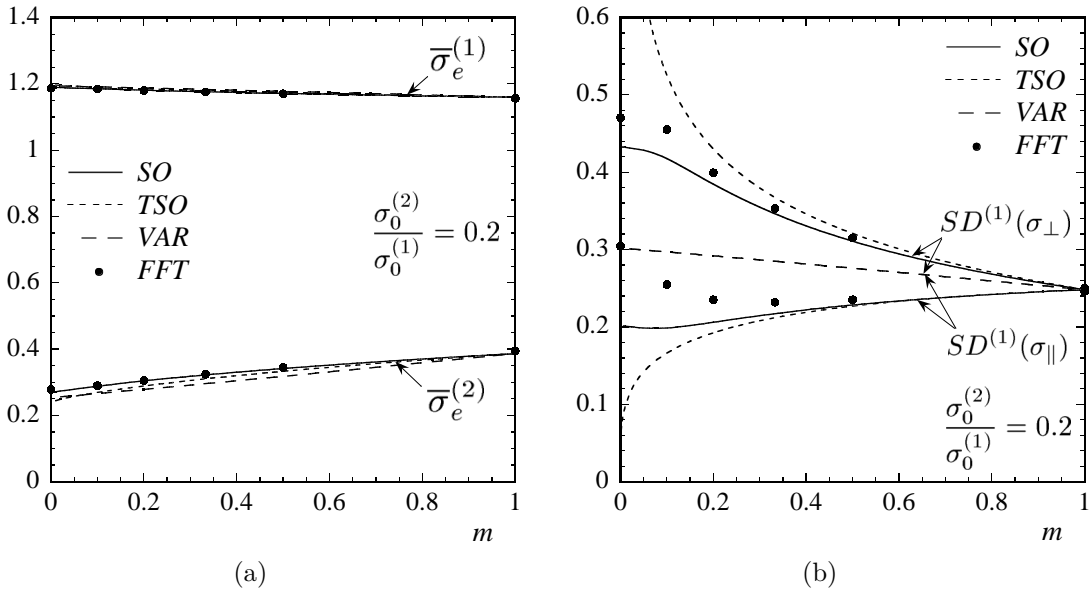 1.4
1.2
1
0.8
0.6
0.4
0.2
0
0 0.2 0.4 0.6 0.8 1
m
σ̅e(1)
SO
TSO
VAR
FFT
σ0(2)/σ0(1) = 0.2
σ̅e(2)
(a)
0.6
0.5
0.4
0.3
0.2
0.1
0
0 0.2 0.4 0.6 0.8 1
m
SO
TSO
VAR
FFT
SD(1)(σ⊥)
SD(1)(σ∥)
σ0(2)/σ0(1) = 0.2
(b)